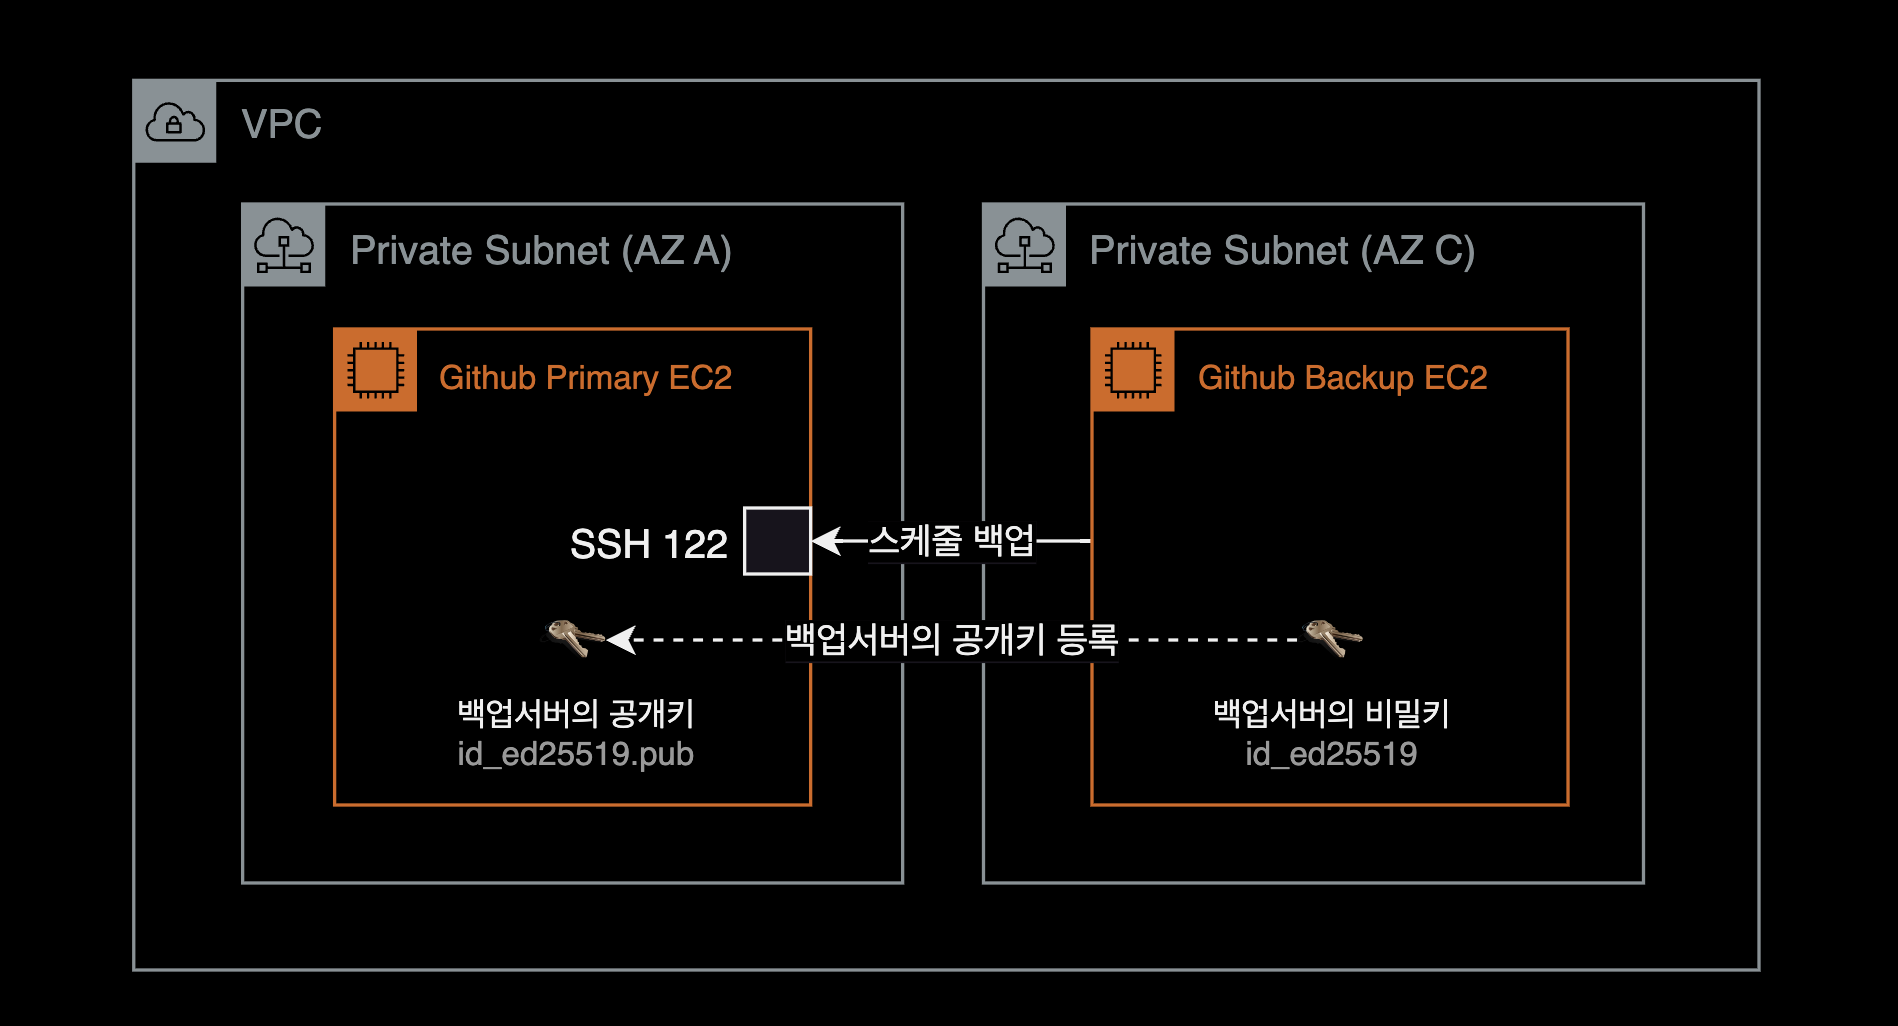 VPC
Private Subnet (AZ A)
Private Subnet (AZ C)
Github Primary EC2
Github Backup EC2
SSH 122
스케줄 백업
백업서버의 공개키 등록
백업서버의 공개키
id_ed25519.pub
백업서버의 비밀키
id_ed25519